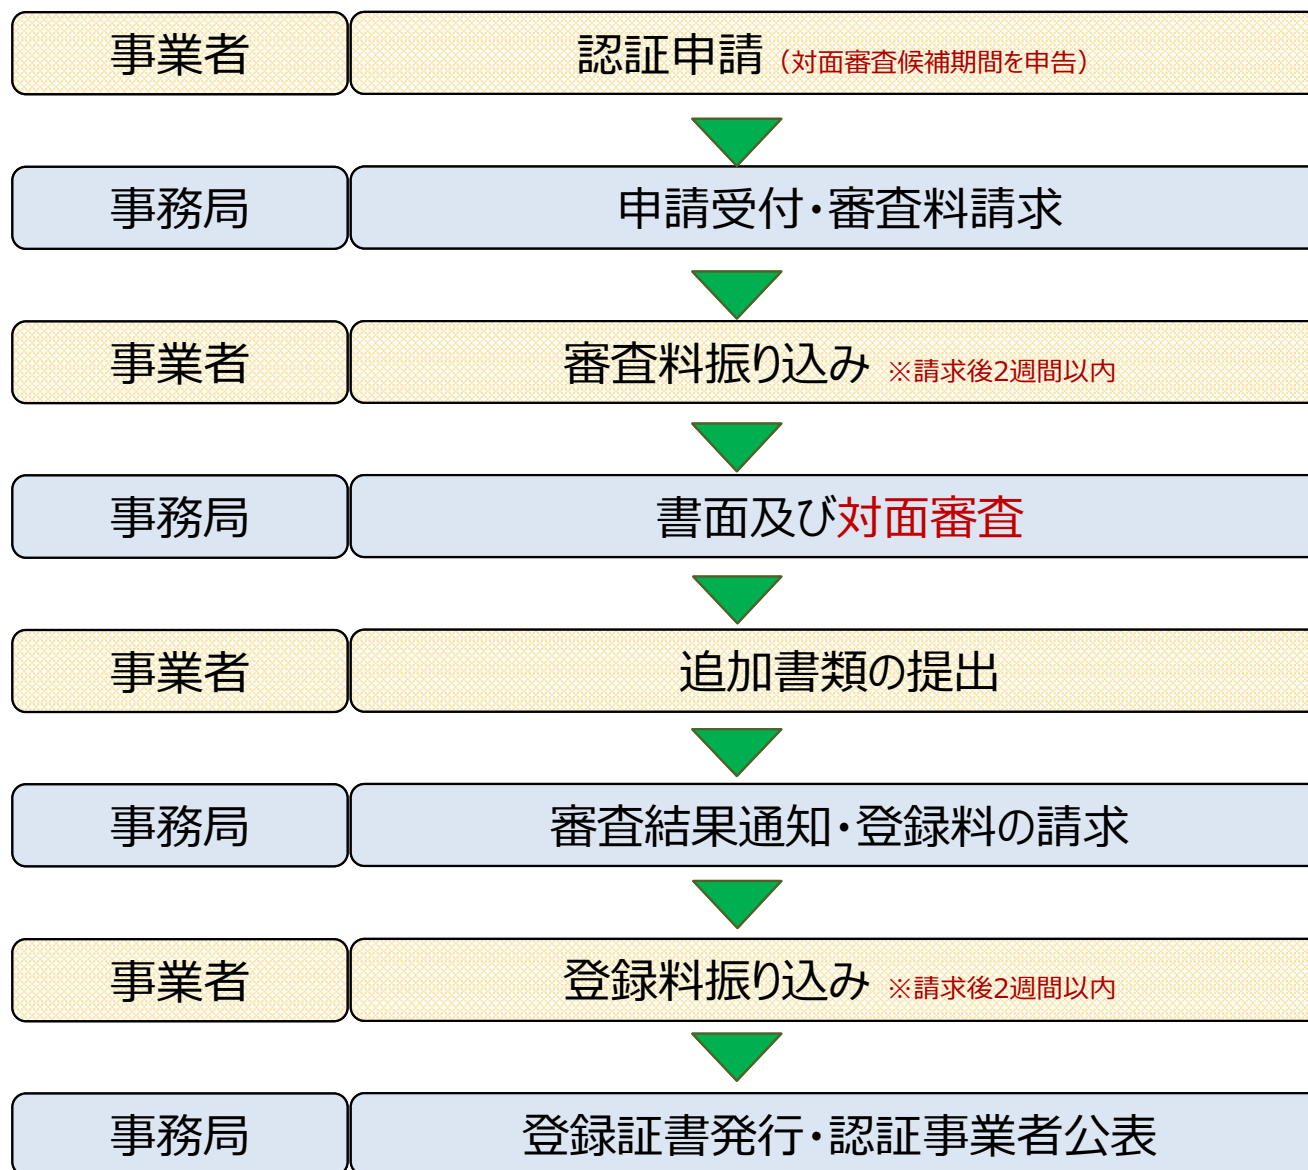 事業者 認証申請 （対面審査候補期間を申告）
事務局 申請受付・審査料請求
事業者 審査料振り込み ※請求後2週間以内
事務局 書面及び対面審査
事業者 追加書類の提出
事務局 審査結果通知・登録料の請求
事業者 登録料振り込み ※請求後2週間以内
事務局 登録証書発行・認証事業者公表